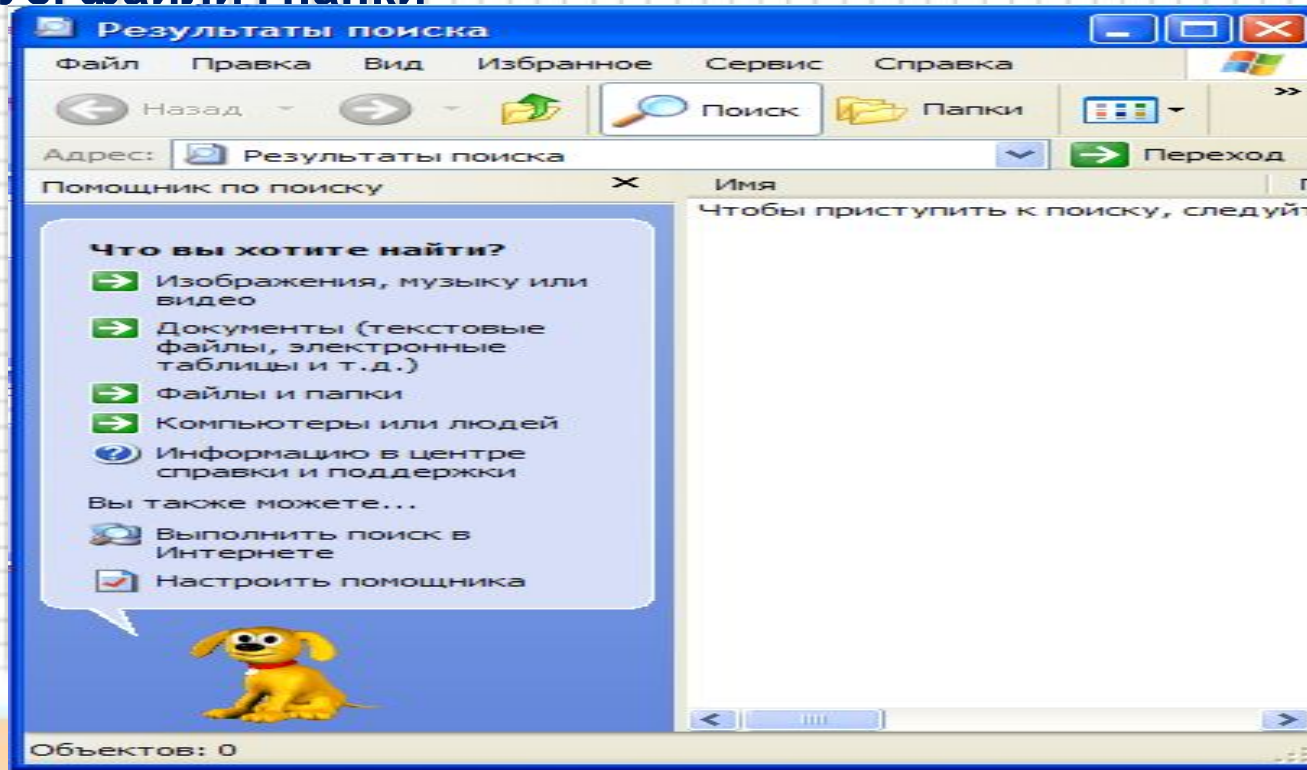 файли і папки
Результаты поиска
Файл Правка Вид Избранное Сервис Справка
Назад Поиск Папки »
Адрес: Результаты поиска Переход
Помощник по поиску Имя
Чтобы приступить к поиску,
Что вы хотите найти?
Изображения, музыку или
видео
Документы (текстовые
файлы, электронные
таблицы и т.д.)
Файлы и папки
Компьютеры или людей
Информацию в центре
справки и поддержки
Вы также можете...
Выполнить поиск в
Интернете
Настроить помощника
Объектов: 0